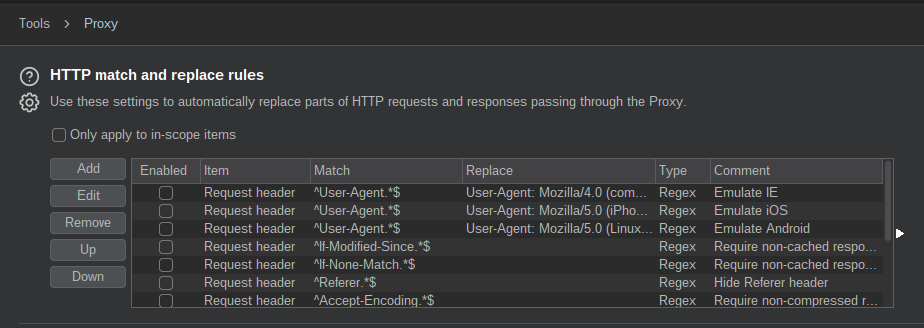 Tools > Proxy
HTTP match and replace rules
Use these settings to automatically replace parts of HTTP requests and responses passing through the Proxy.
Only apply to in-scope items
Add
Edit
Remove
Up
Down
Enabled Item Match Replace Type Comment
Request header ^User-Agent.*$ User-Agent: Mozilla/4.0 (com... Regex Emulate IE
Request header ^User-Agent.*$ User-Agent: Mozilla/5.0 (iPho... Regex Emulate iOS
Request header ^User-Agent.*$ User-Agent: Mozilla/5.0 (Linux... Regex Emulate Android
Request header ^If-Modified-Since.*$ Regex Require non-cached respo...
Request header ^If-None-Match.*$ Regex Require non-cached respo...
Request header ^Referer.*$ Regex Hide Referer header
Request header ^Accept-Encoding.*$ Regex Require non-compressed r...